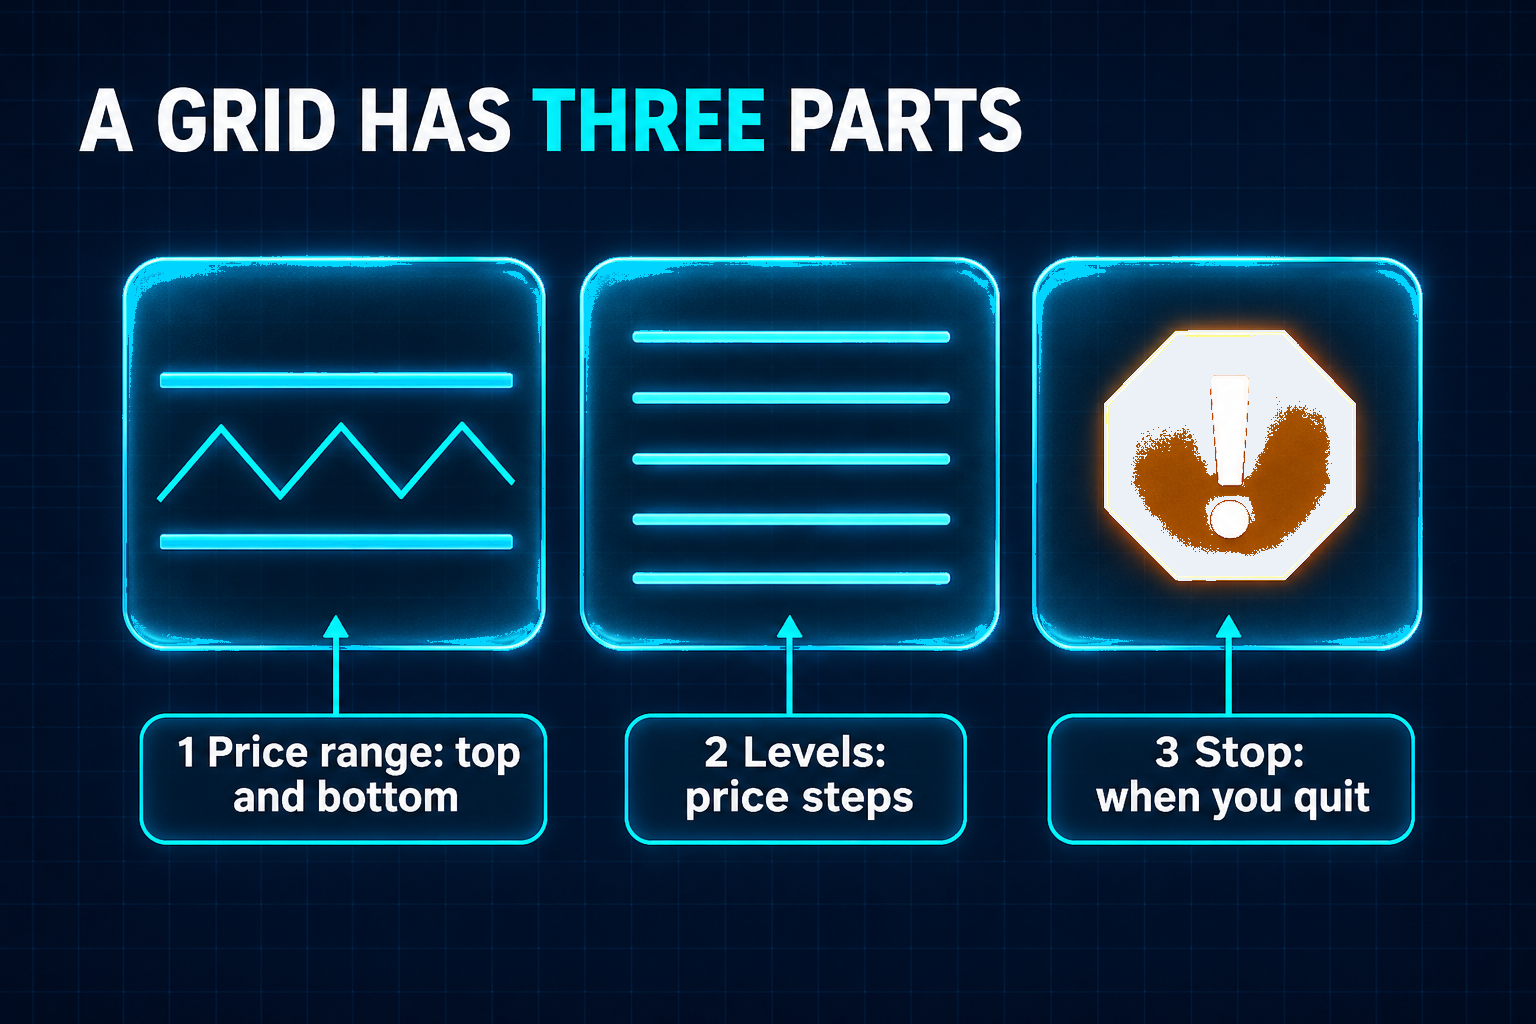 A GRID HAS THREE PARTS
1 Price range: top
and bottom
2 Levels:
price steps
3 Stop:
when you quit